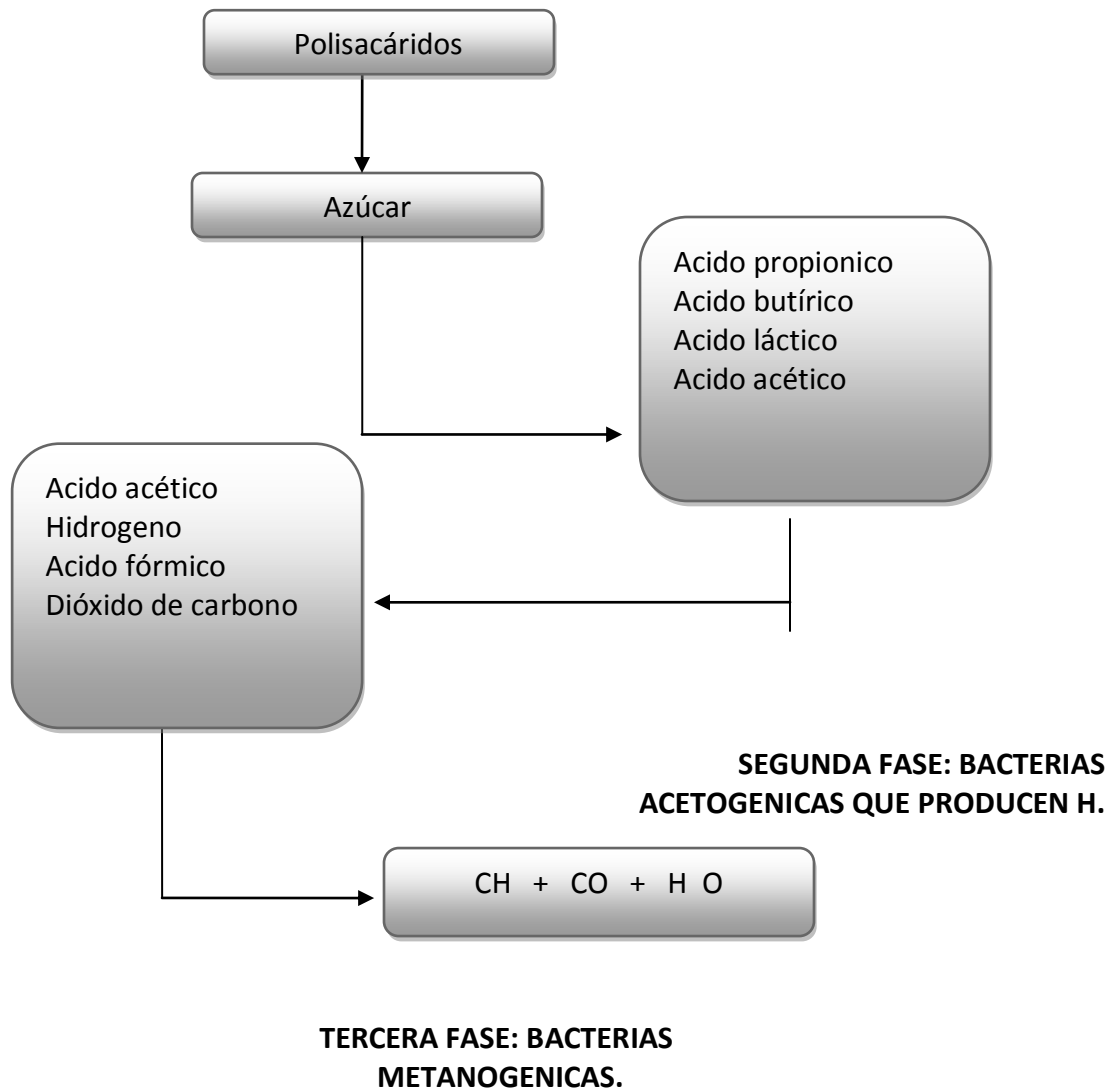 Polisacáridos
Azúcar
Acido propionico
Acido butírico
Acido láctico
Acido acético
Acido acético
Hidrogeno
Acido fórmico
Dióxido de carbono
SEGUNDA FASE: BACTERIAS
ACETOGENICAS QUE PRODUCEN H.
CH + CO + H O
TERCERA FASE: BACTERIAS
METANOGENICAS.